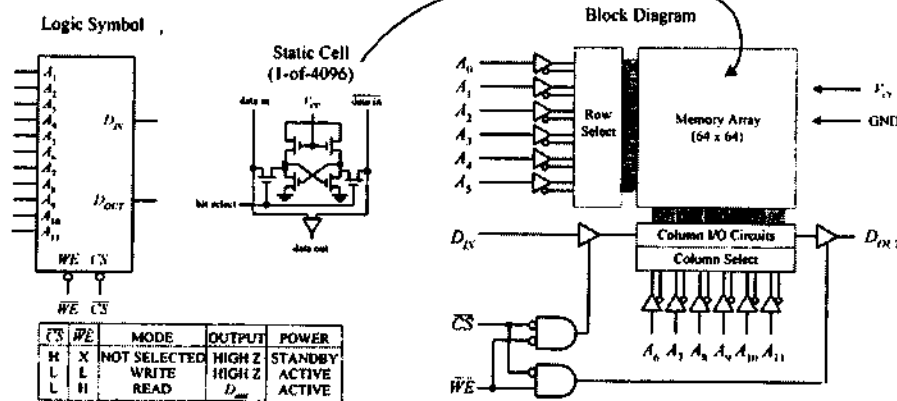 Logic Symbol
A1
A2
A3
A4
A5
A6
A7
A8
A9
A10
A11
DIN
DOUT
WE CS
WE CS
Static Cell
(1-of-4096)
data in
VCC
data in
bit select
data out
CS WE MODE OUTPUT POWER
H X NOT SELECTED HIGH Z STANDBY
L L WRITE HIGH Z ACTIVE
L H READ Dout ACTIVE
Block Diagram
A0
A1
A2
A3
A4
A5
Row
Select
Memory Array
(64 x 64)
VCC
GND
DIN
Column I/O Circuits
DOUT
Column Select
CS
WE
A6 A7 A8 A9 A10 A11